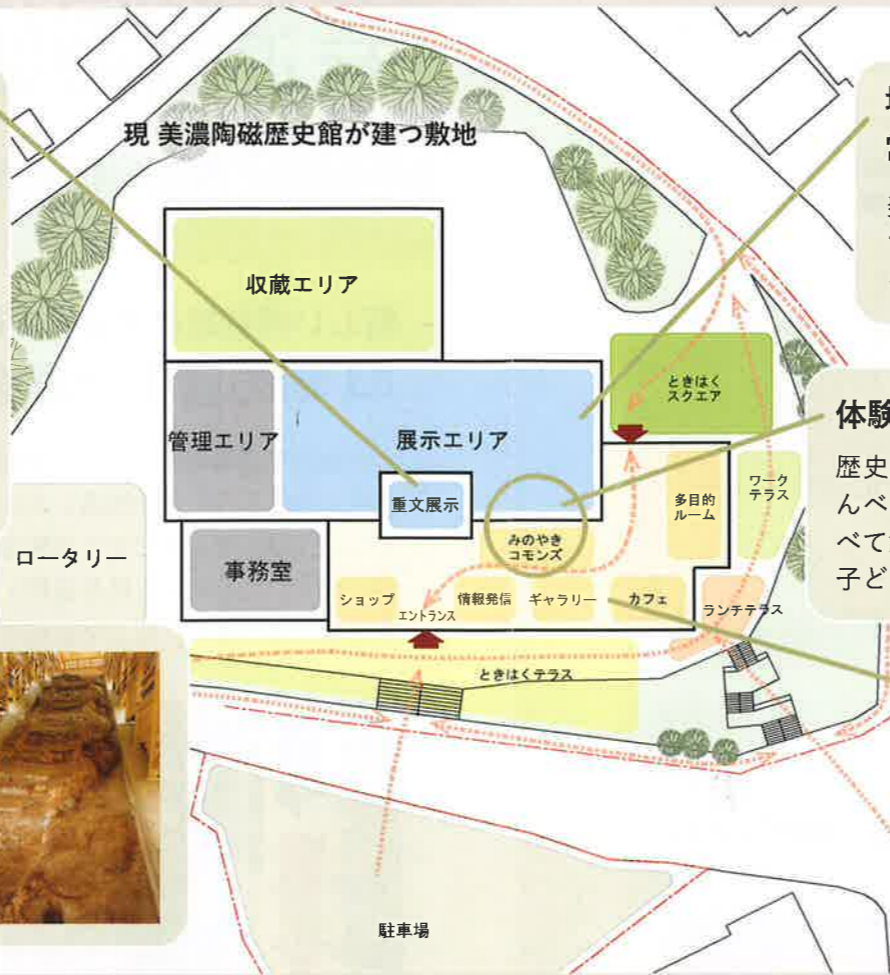 現 美濃陶磁歴史館が建つ敷地
収蔵エリア
ときはく
スクエア
管理エリア
展示エリア
重文展示
多目的
ルーム
ワーク
テラス
体験
歴史
んべ
べて
子ど
みのやき
コモンズ
ロータリー
事務室
ショップ
エントランス
情報発信
ギャラリー
カフェ
ランチテラス
ときはくテラス
駐車場